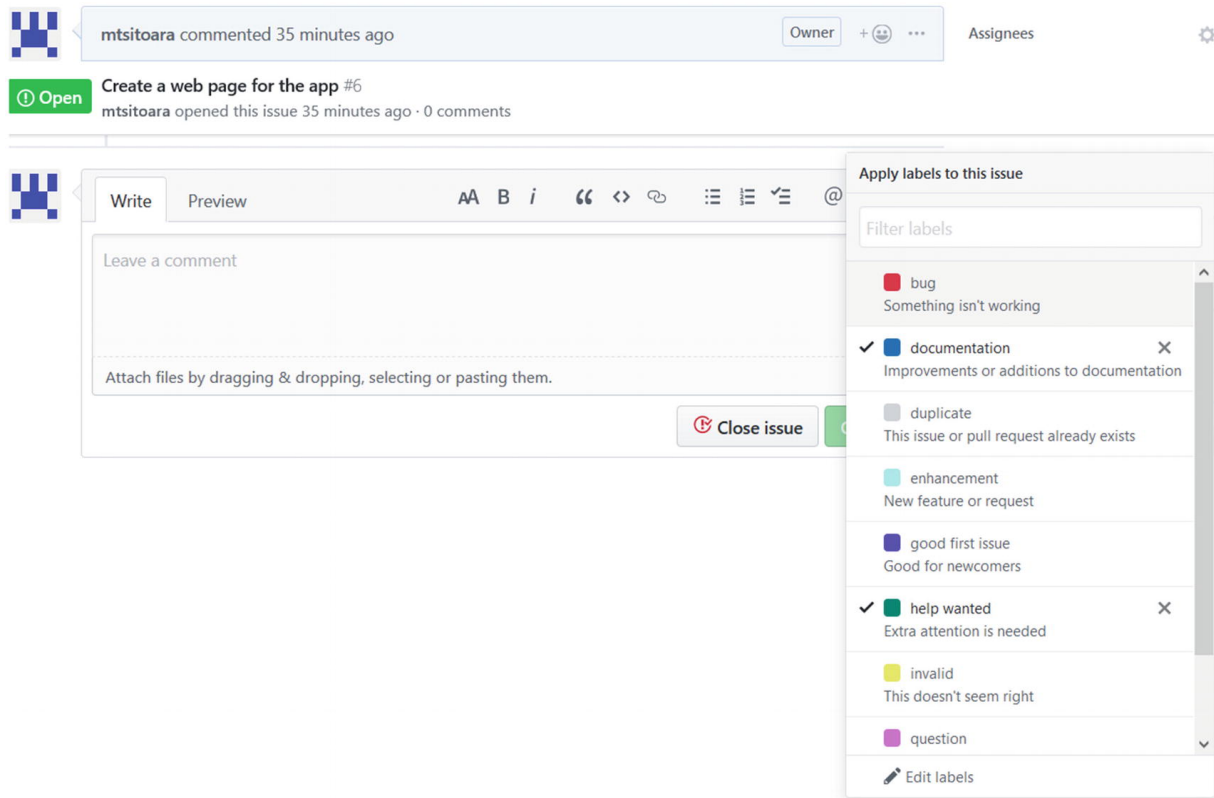 mtsitoara commented 35 minutes ago
Owner
Assignees
Open
Create a web page for the app #6
mtsitoara opened this issue 35 minutes ago · 0 comments
Write
Preview
AA B i
@
Leave a comment
Attach files by dragging & dropping, selecting or pasting them.
Close issue
Apply labels to this issue
Filter labels
bug
Something isn't working
documentation
Improvements or additions to documentation
duplicate
This issue or pull request already exists
enhancement
New feature or request
good first issue
Good for newcomers
help wanted
Extra attention is needed
invalid
This doesn't seem right
question
Edit labels